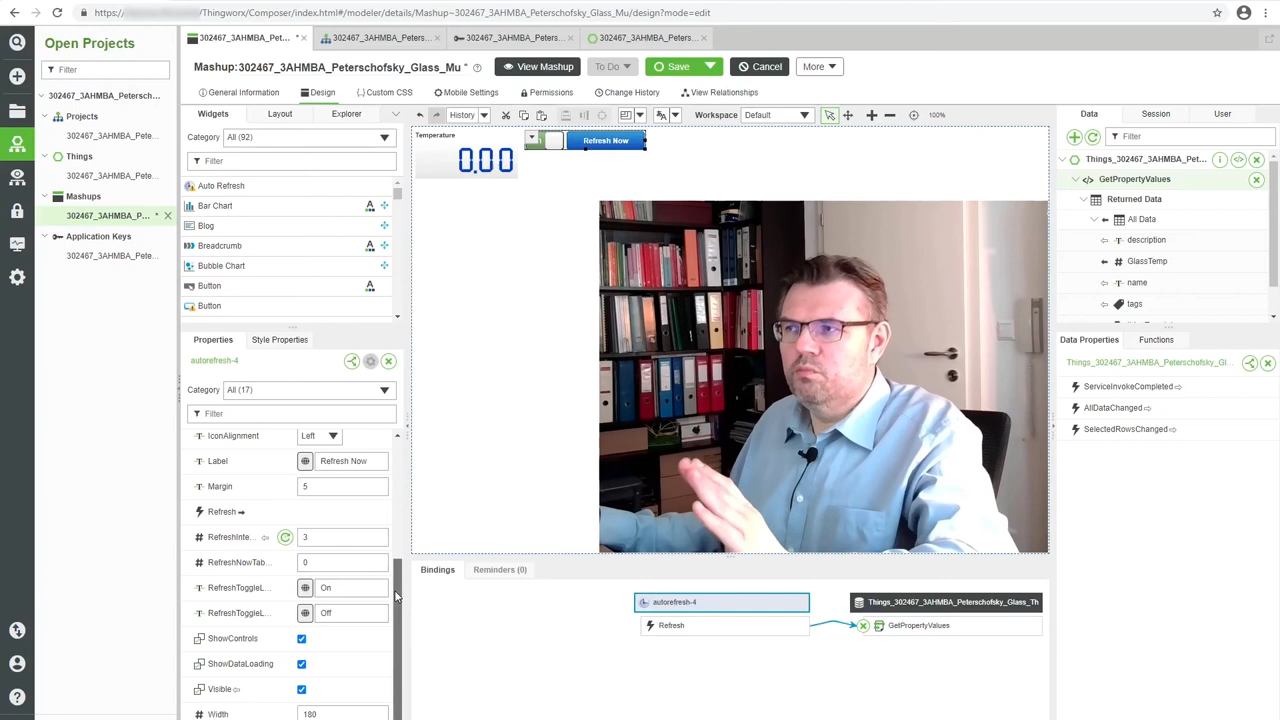 https://
/Thingworx/Composer/index.html#/modeler/details/Mashup~302467_3AHMBA_Peterschofsky_Glass_Mu/design?mode=edit
Open Projects
Filter
302467_3AHMBA_Petersch...
Projects
302467_3AHMBA_Pete...
Things
302467_3AHMBA_Pete...
Mashups
302467_3AHMBA_P... *
Application Keys
302467_3AHMBA_Pete...
302467_3AHMBA_Pet... *
302467_3AHMBA_Peters...
302467_3AHMBA_Peters...
302467_3AHMBA_Peters...
Mashup:302467_3AHMBA_Peterschofsky_Glass_Mu *
View Mashup
To Do
Save
Cancel
More
General Information
Design
Custom CSS
Mobile Settings
Permissions
Change History
View Relationships
Widgets
Layout
Explorer
History
Workspace
Default
100%
Category
All (92)
Filter
Auto Refresh
Bar Chart
Blog
Breadcrumb
Bubble Chart
Button
Button
Properties
Style Properties
autorefresh-4
Category
All (17)
Filter
IconAlignment Left
Label Refresh Now
Margin 5
Refresh
RefreshInte... 3
RefreshNowTab... 0
RefreshToggleL... On
RefreshToggleL... Off
ShowControls
ShowDataLoading
Visible
Width 180
Temperature
0.00
Refresh Now
Bindings
Reminders (0)
autorefresh-4
Refresh
Things_302467_3AHMBA_Peterschofsky_Glass_Th
GetPropertyValues
Data
Session
User
Filter
Things_302467_3AHMBA_Pet...
GetPropertyValues
Returned Data
All Data
description
GlassTemp
name
tags
Data Properties
Functions
Things_302467_3AHMBA_Peterschofsky_Gl...
ServiceInvokeCompleted
AllDataChanged
SelectedRowsChanged